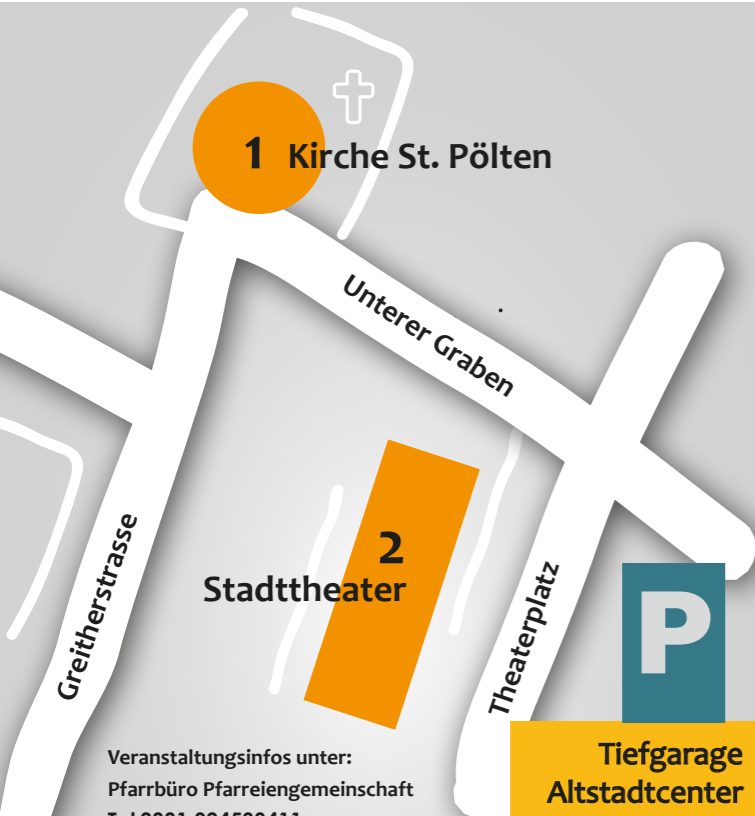 1 Kirche St. Pölten
Unterer Graben
2
Stadttheater
Greitherstrasse
Theaterplatz
P
Tiefgarage
Altstadtcenter
Veranstaltungsinfos unter:
Pfarrbüro Pfarreiengemeinschaft